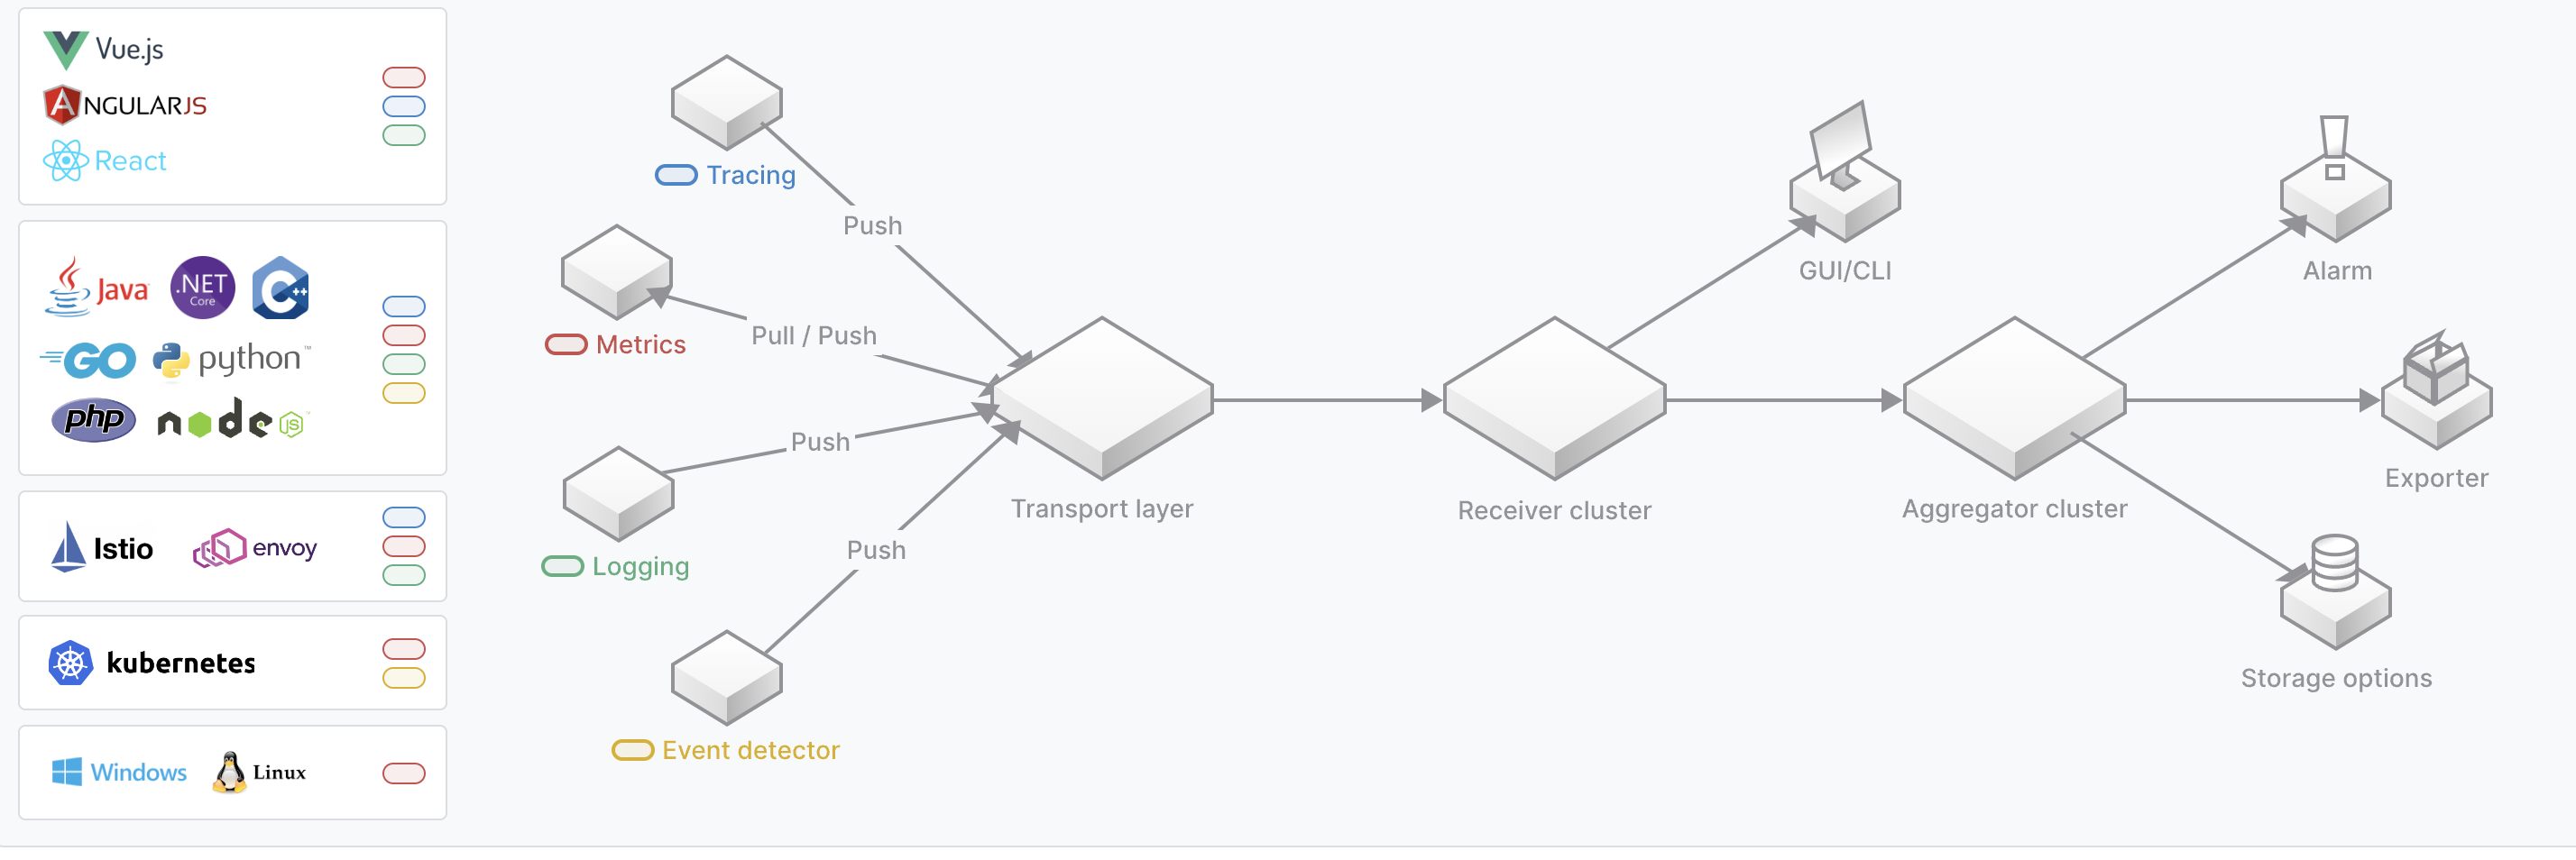 Vue.js
ANGULARJS
React
Java
.NET
Core
C++
GO
python™
php
node
JS
Istio
envoy
kubernetes
Windows
Linux
Tracing
Push
Metrics
Pull / Push
Push
Logging
Push
Event detector
Transport layer
Receiver cluster
GUI/CLI
Aggregator cluster
Alarm
Exporter
Storage options